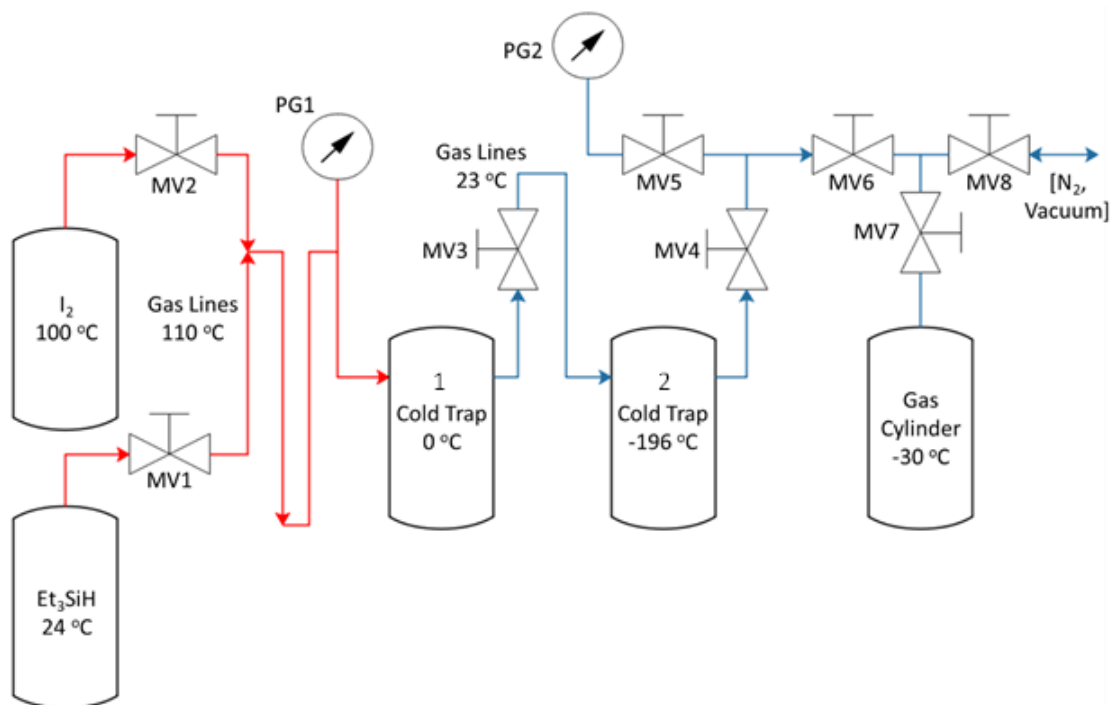 PG2
PG1
MV2
Gas Lines
23 °C
MV5
MV6
MV8
[N₂,
Vacuum]
MV3
MV4
MV7
I₂
100 °C
Gas Lines
110 °C
1
Cold Trap
0 °C
2
Cold Trap
-196 °C
Gas
Cylinder
-30 °C
MV1
Et₃SiH
24 °C